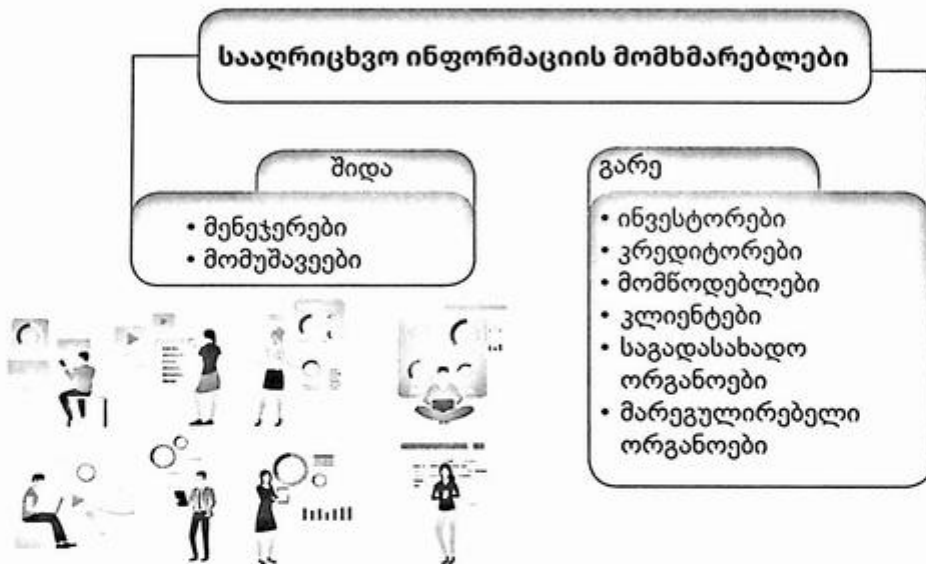 სააღრიცხვო ინფორმაციის მომხმარებლები
შიდა
• მენეჯერები
• მომუშავეები
გარე
• ინვესტორები
• კრედიტორები
• მომწოდებლები
• კლიენტები
• საგადასახადო
ორგანოები
• მარეგულირებელი
ორგანოები